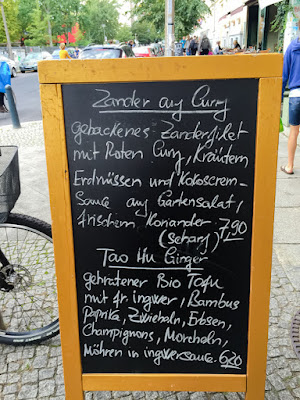 Zander auf Curry
gebackenes Zanderfilet
mit Roten Curry, Kräutern
Erdnüssen und Kokoscrem-
Sauce auf Gartensalat,
frischem Koriander 7,90
(scharf)
Tao Hu Ginger
gebratener Bio Tofu
mit fr. ingwer, Bambus
Paprika, Zwiebeln, Erbsen,
Champignons, Morcheln,
Möhren in ingwersauce. 6,20